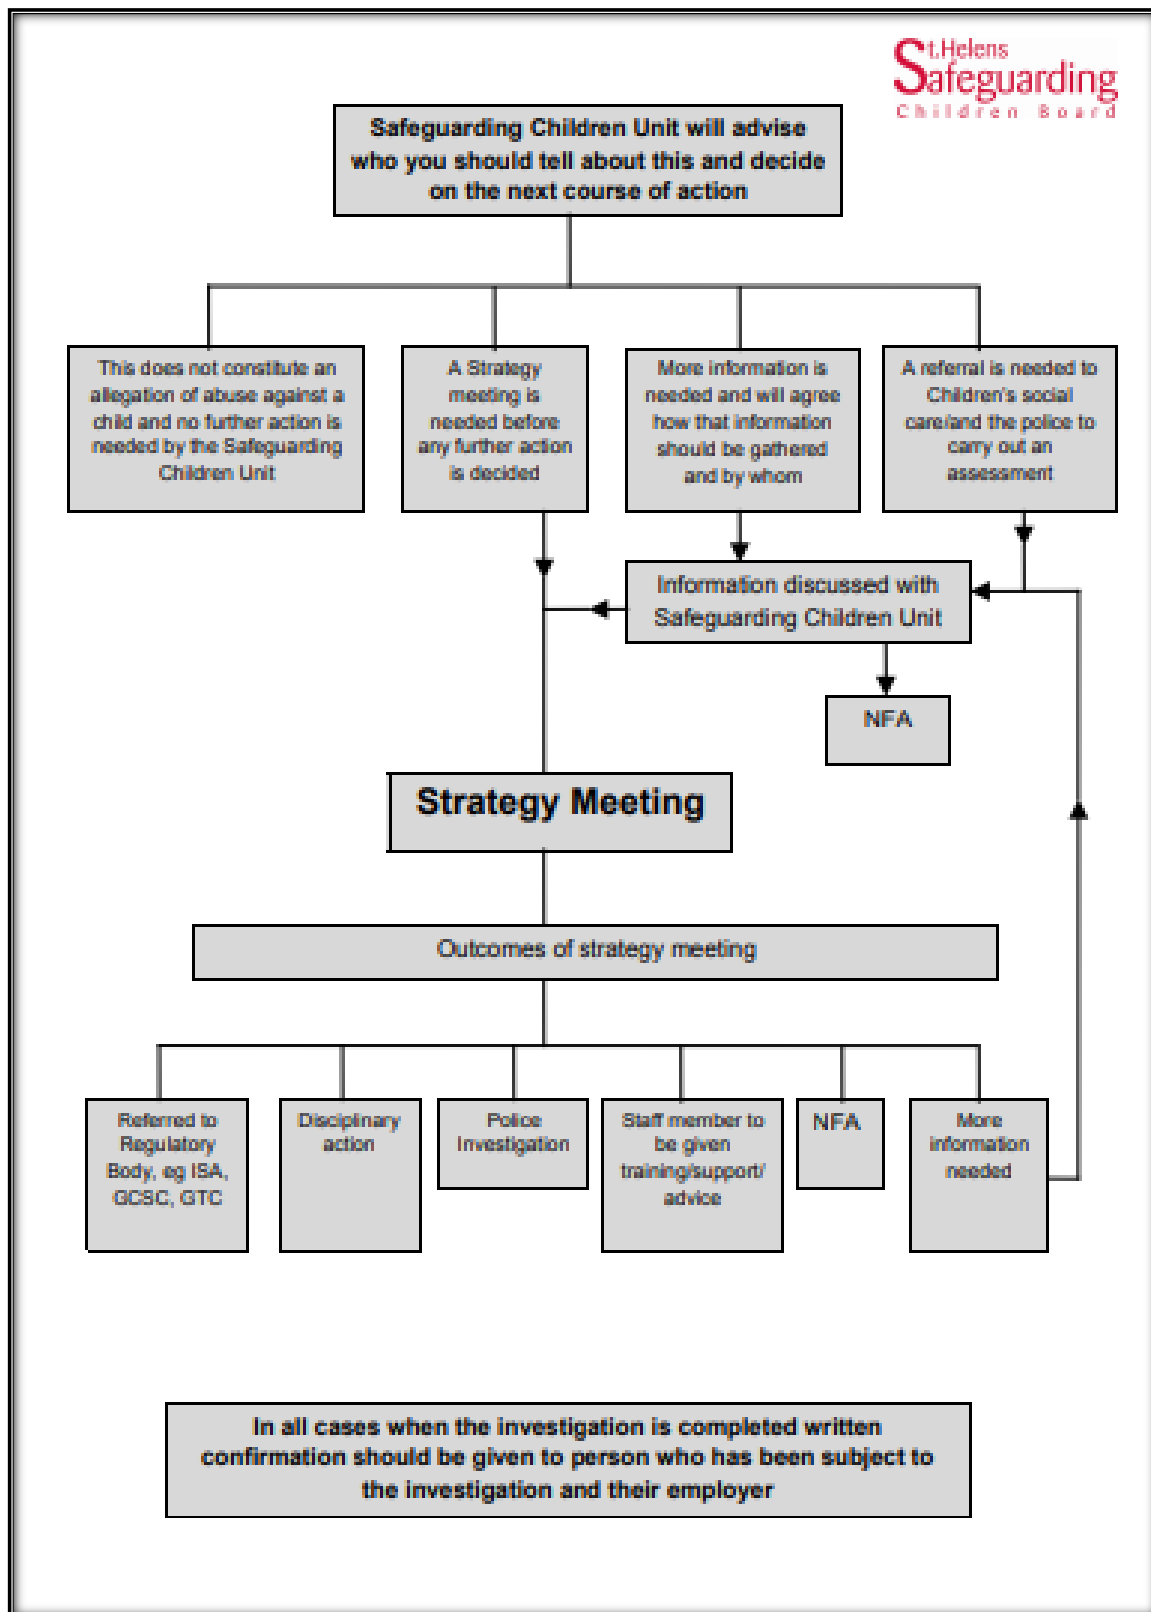 St.Helens
Safeguarding
Children Board
Safeguarding Children Unit will advise
who you should tell about this and decide
on the next course of action
This does not constitute an
allegation of abuse against a
child and no further action is
needed by the Safeguarding
Children Unit
A Strategy
meeting is
needed before
any further action
is decided
More information is
needed and will agree
how that information
should be gathered
and by whom
A referral is needed to
Children's social
care/and the police to
carry out an
assessment
Information discussed with
Safeguarding Children Unit
NFA
Strategy Meeting
Outcomes of strategy meeting
Referred to
Regulatory
Body, eg ISA,
GCSC, GTC
Disciplinary
action
Police
Investigation
Staff member to
be given
training/support/
advice
NFA
More
information
needed
In all cases when the investigation is completed written
confirmation should be given to person who has been subject to
the investigation and their employer